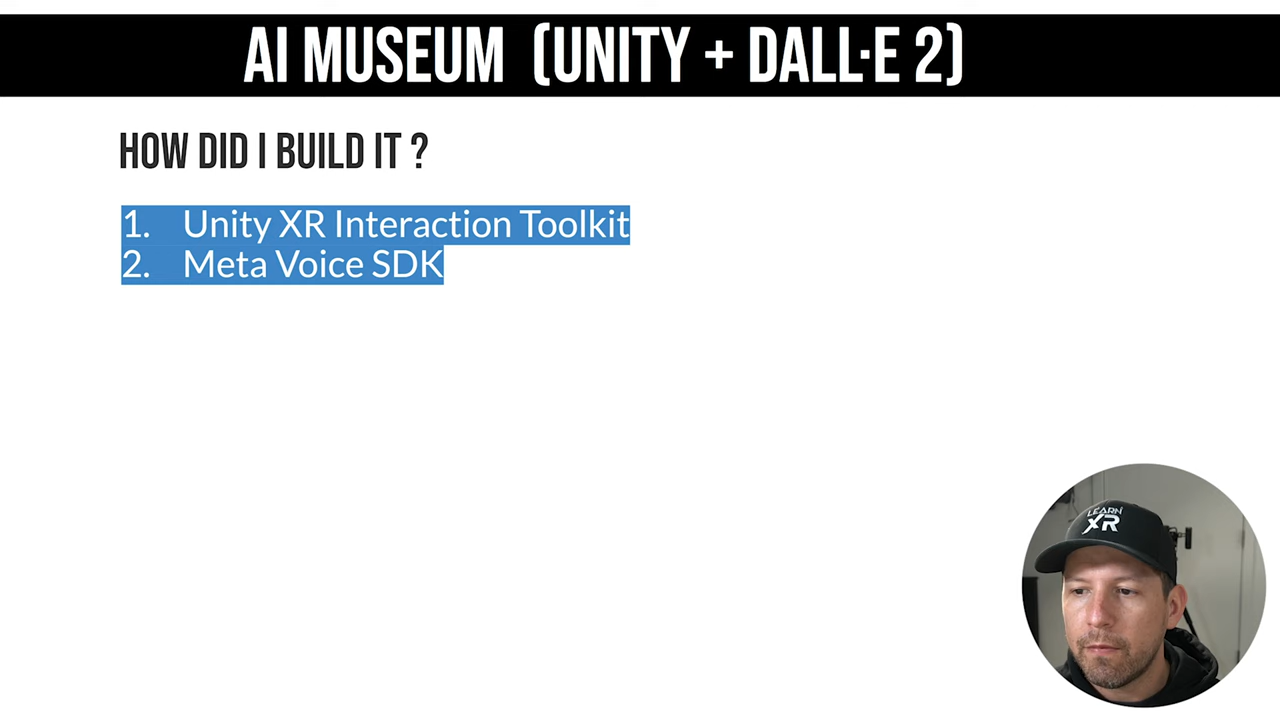 AI MUSEUM (UNITY + DALL·E 2)
HOW DID I BUILD IT ?
1. Unity XR Interaction Toolkit
2. Meta Voice SDK
LEARN
XR